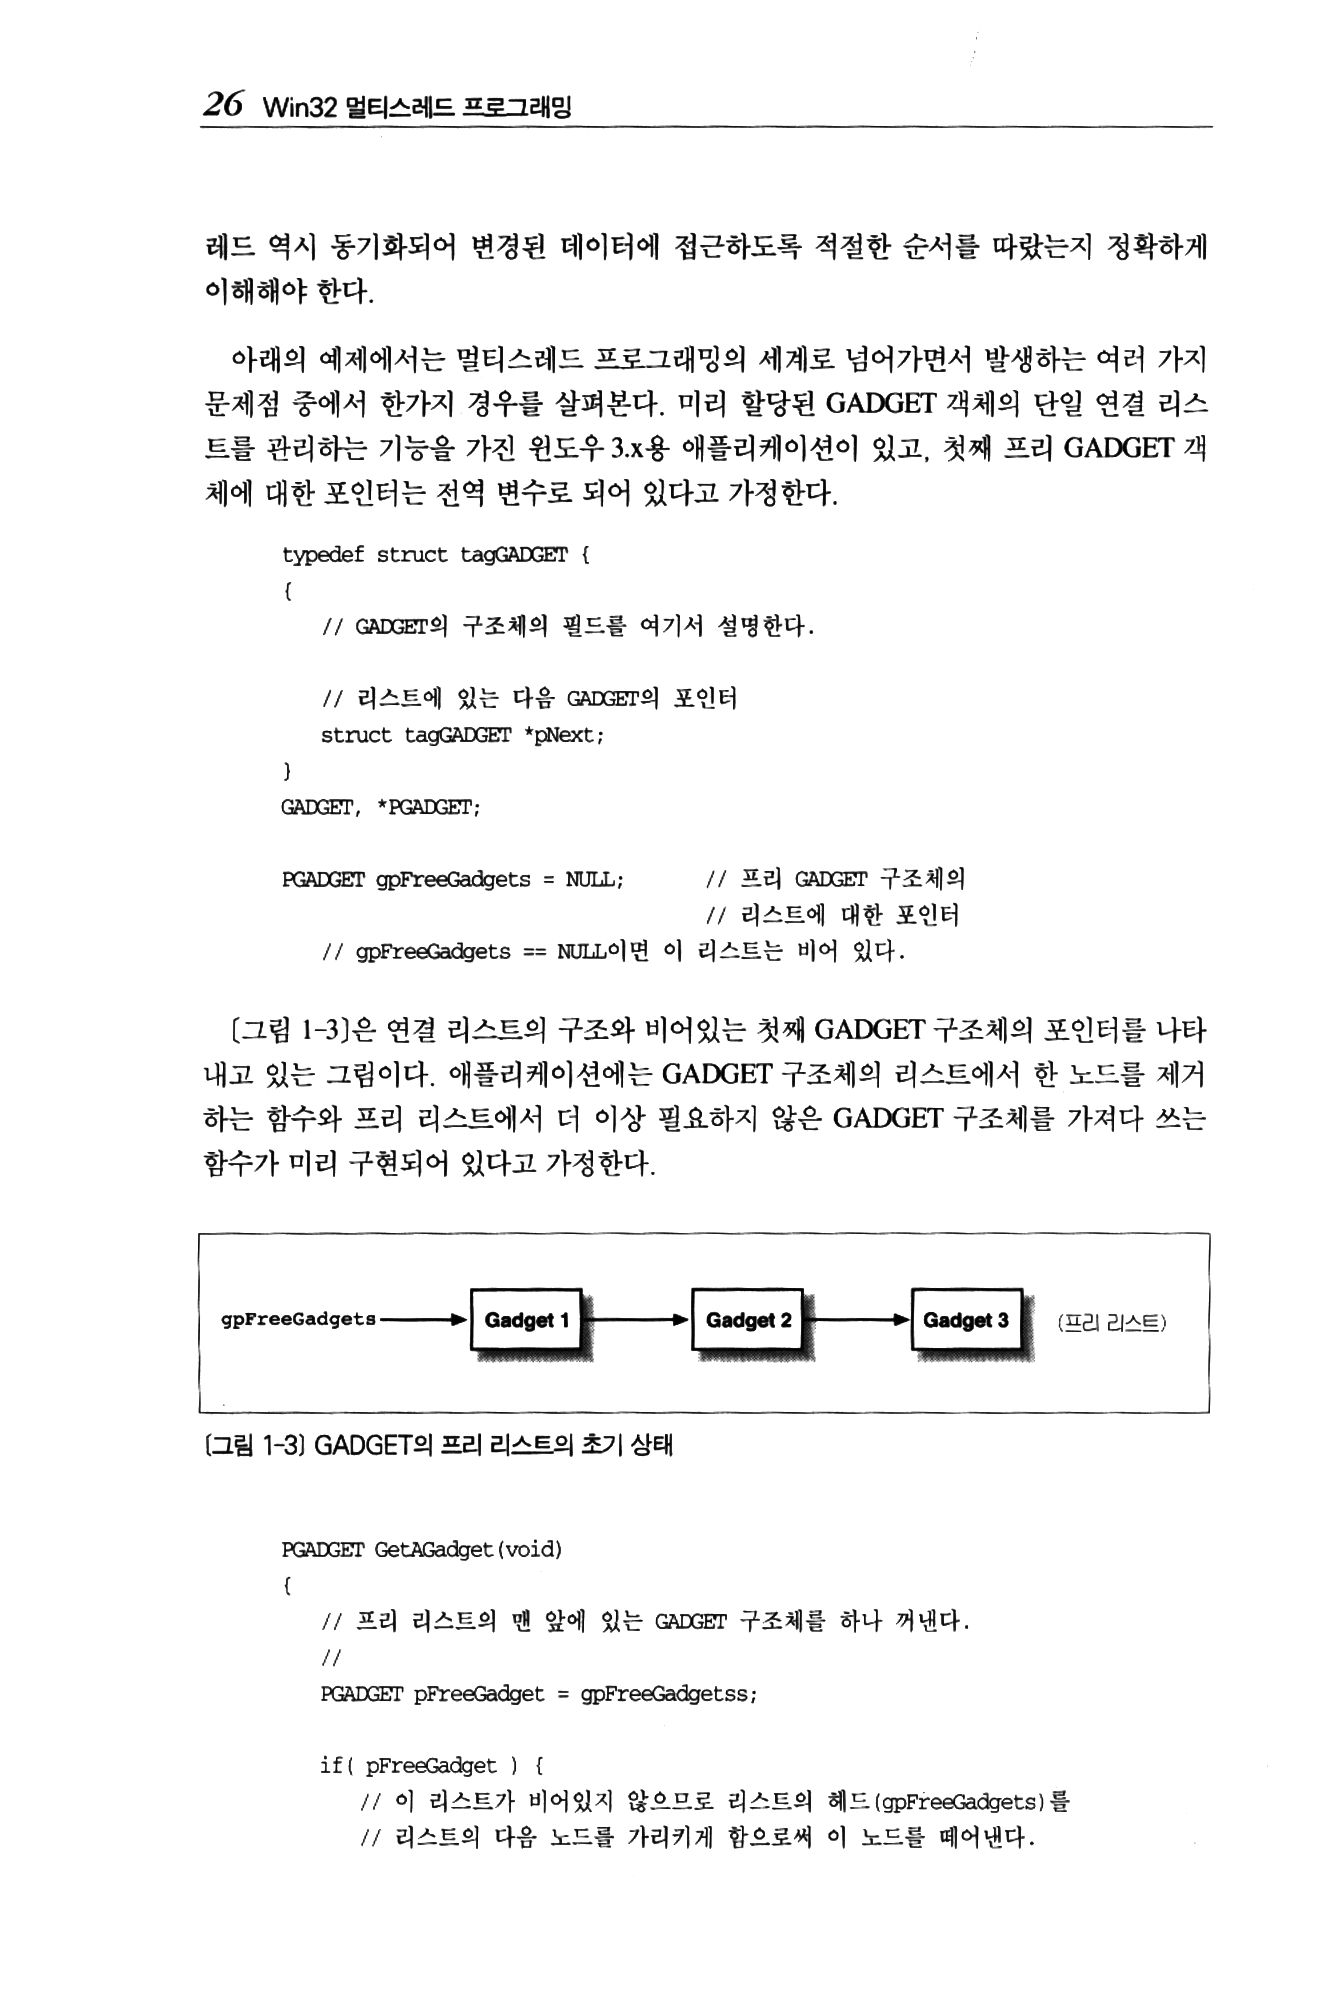 26 Win32 멀티스레드 프로그래밍
레드 역시 동기화되어 변경된 데이터에 접근하도록 적절한 순서를 따랐는지 정확하게
이해해야 한다.
아래의 예제에서는 멀티스레드 프로그래밍의 세계로 넘어가면서 발생하는 여러 가지
문제점 중에서 한가지 경우를 살펴본다. 미리 할당된 GADGET 객체의 단일 연결 리스
트를 관리하는 기능을 가진 윈도우 3.x용 애플리케이션이 있고, 첫째 프리 GADGET 객
체에 대한 포인터는 전역 변수로 되어 있다고 가정한다.
typedef struct tagGADGET {
{
// GADGET의 구조체의 필드를 여기서 설명한다.
// 리스트에 있는 다음 GADGET의 포인터
struct tagGADGET *pNext;
}
GADGET, *PGADGET;
PGADGET gpFreeGadgets = NULL; // 프리 GADGET 구조체의
// 리스트에 대한 포인터
// gpFreeGadgets == NULL이면 이 리스트는 비어 있다.
[그림 1-3]은 연결 리스트의 구조와 비어있는 첫째 GADGET 구조체의 포인터를 나타
내고 있는 그림이다. 애플리케이션에는 GADGET 구조체의 리스트에서 한 노드를 제거
하는 함수와 프리 리스트에서 더 이상 필요하지 않은 GADGET 구조체를 가져다 쓰는
함수가 미리 구현되어 있다고 가정한다.
gpFreeGadgets Gadget 1 Gadget 2 Gadget 3 (프리 리스트)
[그림 1-3] GADGET의 프리 리스트의 초기 상태
PGADGET GetAGadget(void)
{
// 프리 리스트의 맨 앞에 있는 GADGET 구조체를 하나 꺼낸다.
//
PGADGET pFreeGadget = gpFreeGadgetss;
if( pFreeGadget ) {
// 이 리스트가 비어있지 않으므로 리스트의 헤드(gpFreeGadgets)를
// 리스트의 다음 노드를 가리키게 함으로써 이 노드를 떼어낸다.